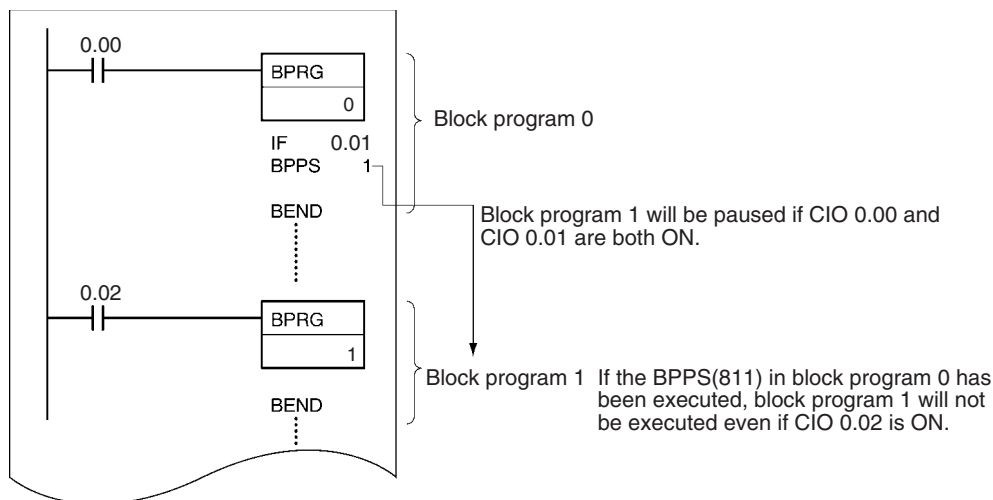 0.00
BPRG
0
Block program 0
IF 0.01
BPPS 1
BEND
Block program 1 will be paused if CIO 0.00 and
CIO 0.01 are both ON.
0.02
BPRG
1
Block program 1
If the BPPS(811) in block program 0 has
been executed, block program 1 will not
be executed even if CIO 0.02 is ON.
BEND